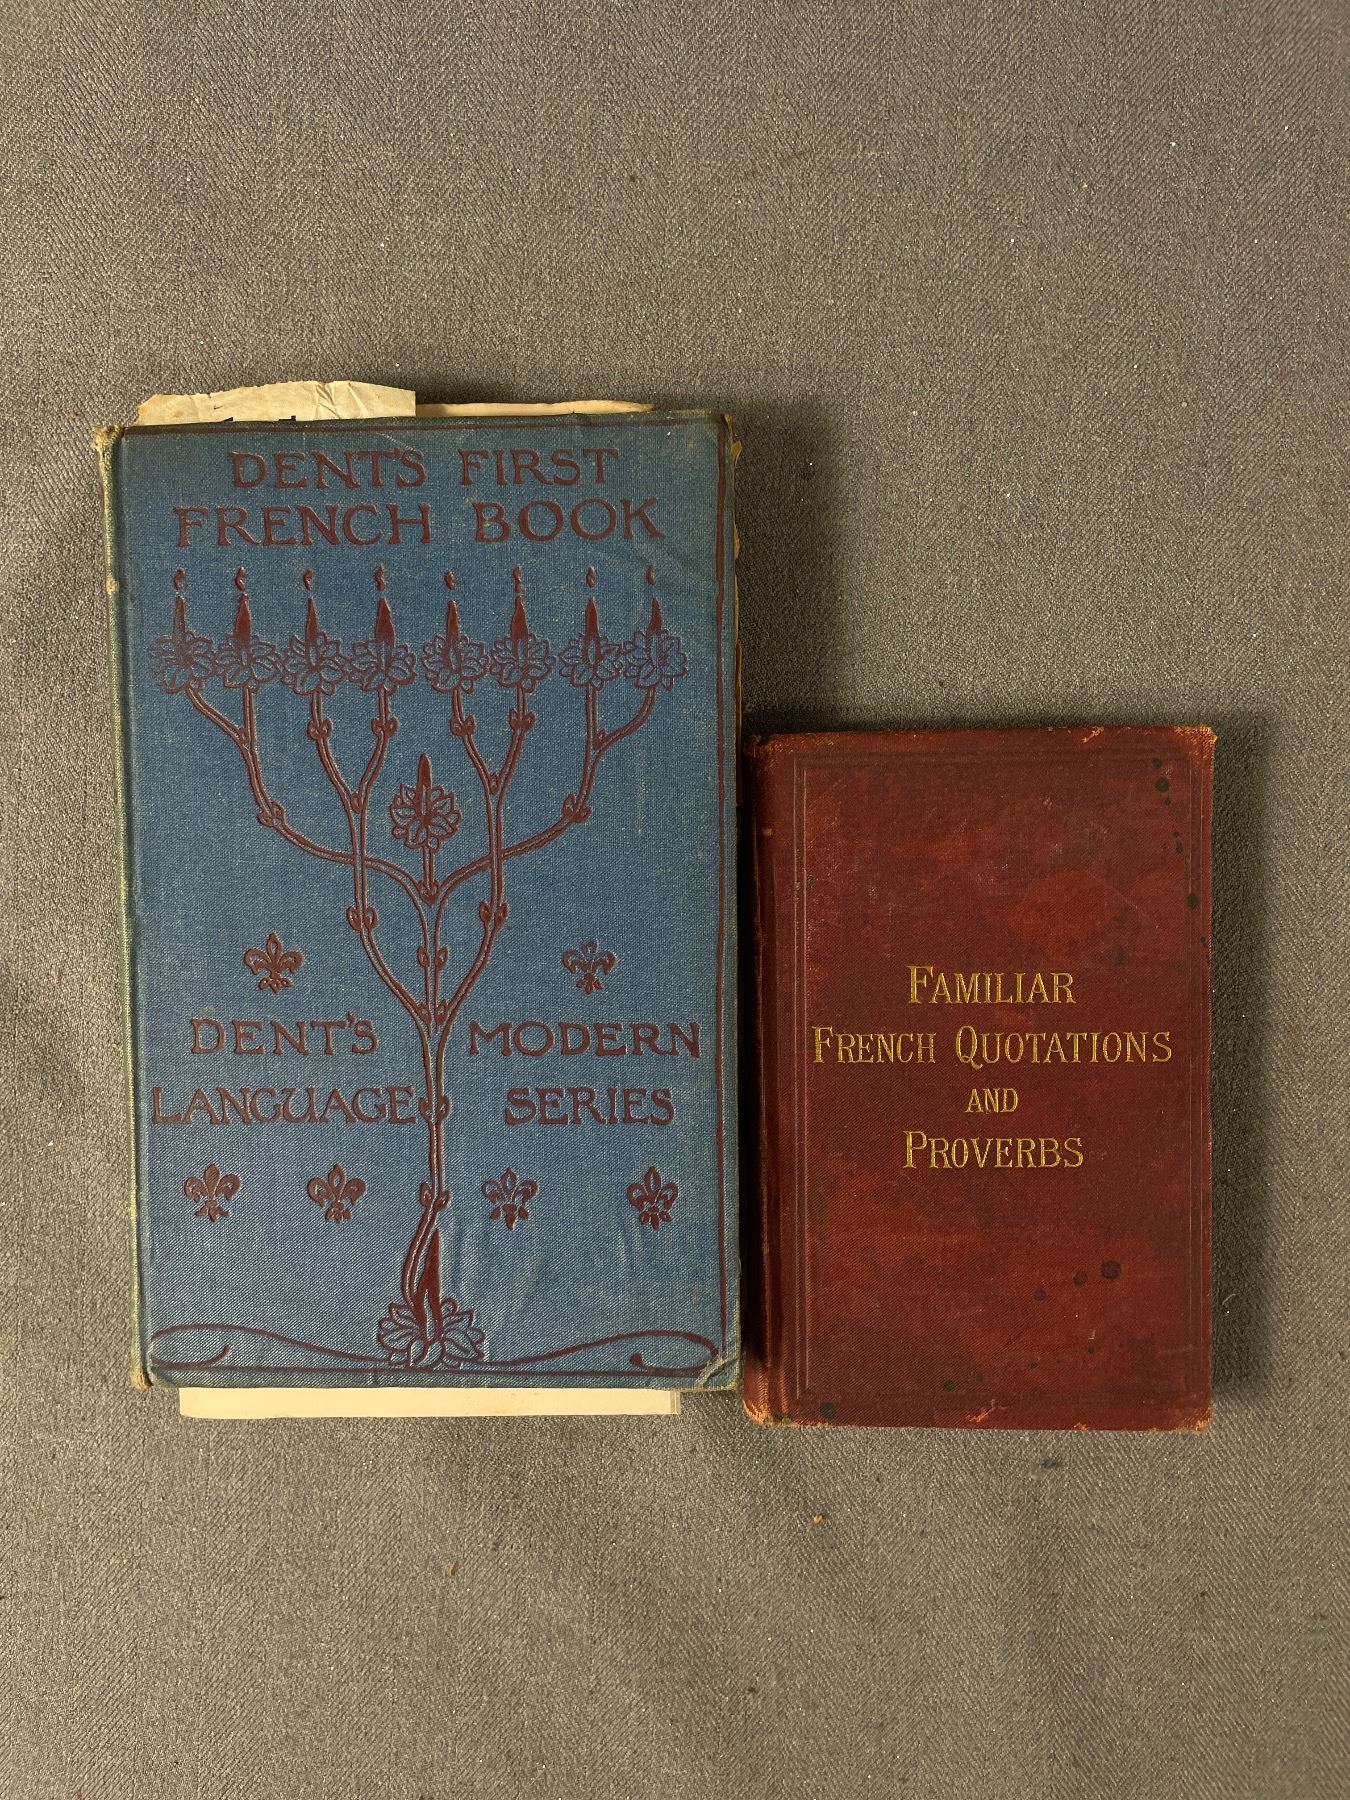 DENT'S FIRST
FRENCH BOOK
DENT'S MODERN
LANGUAGE SERIES
FAMILIAR
FRENCH QUOTATIONS
AND
PROVERBS